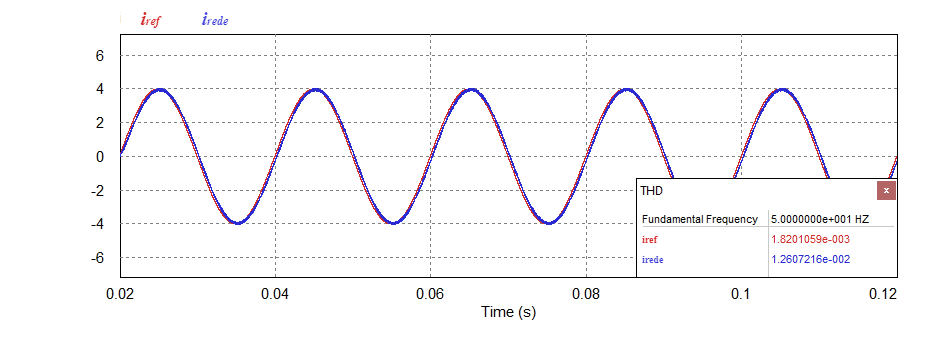 iref irede
6
4
2
0
-2
-4
-6
THD x
Fundamental Frequency 5.0000000e+001 HZ
iref 1.8201059e-003
irede 1.2607216e-002
0.02 0.04 0.06 0.08 0.1 0.12
Time (s)